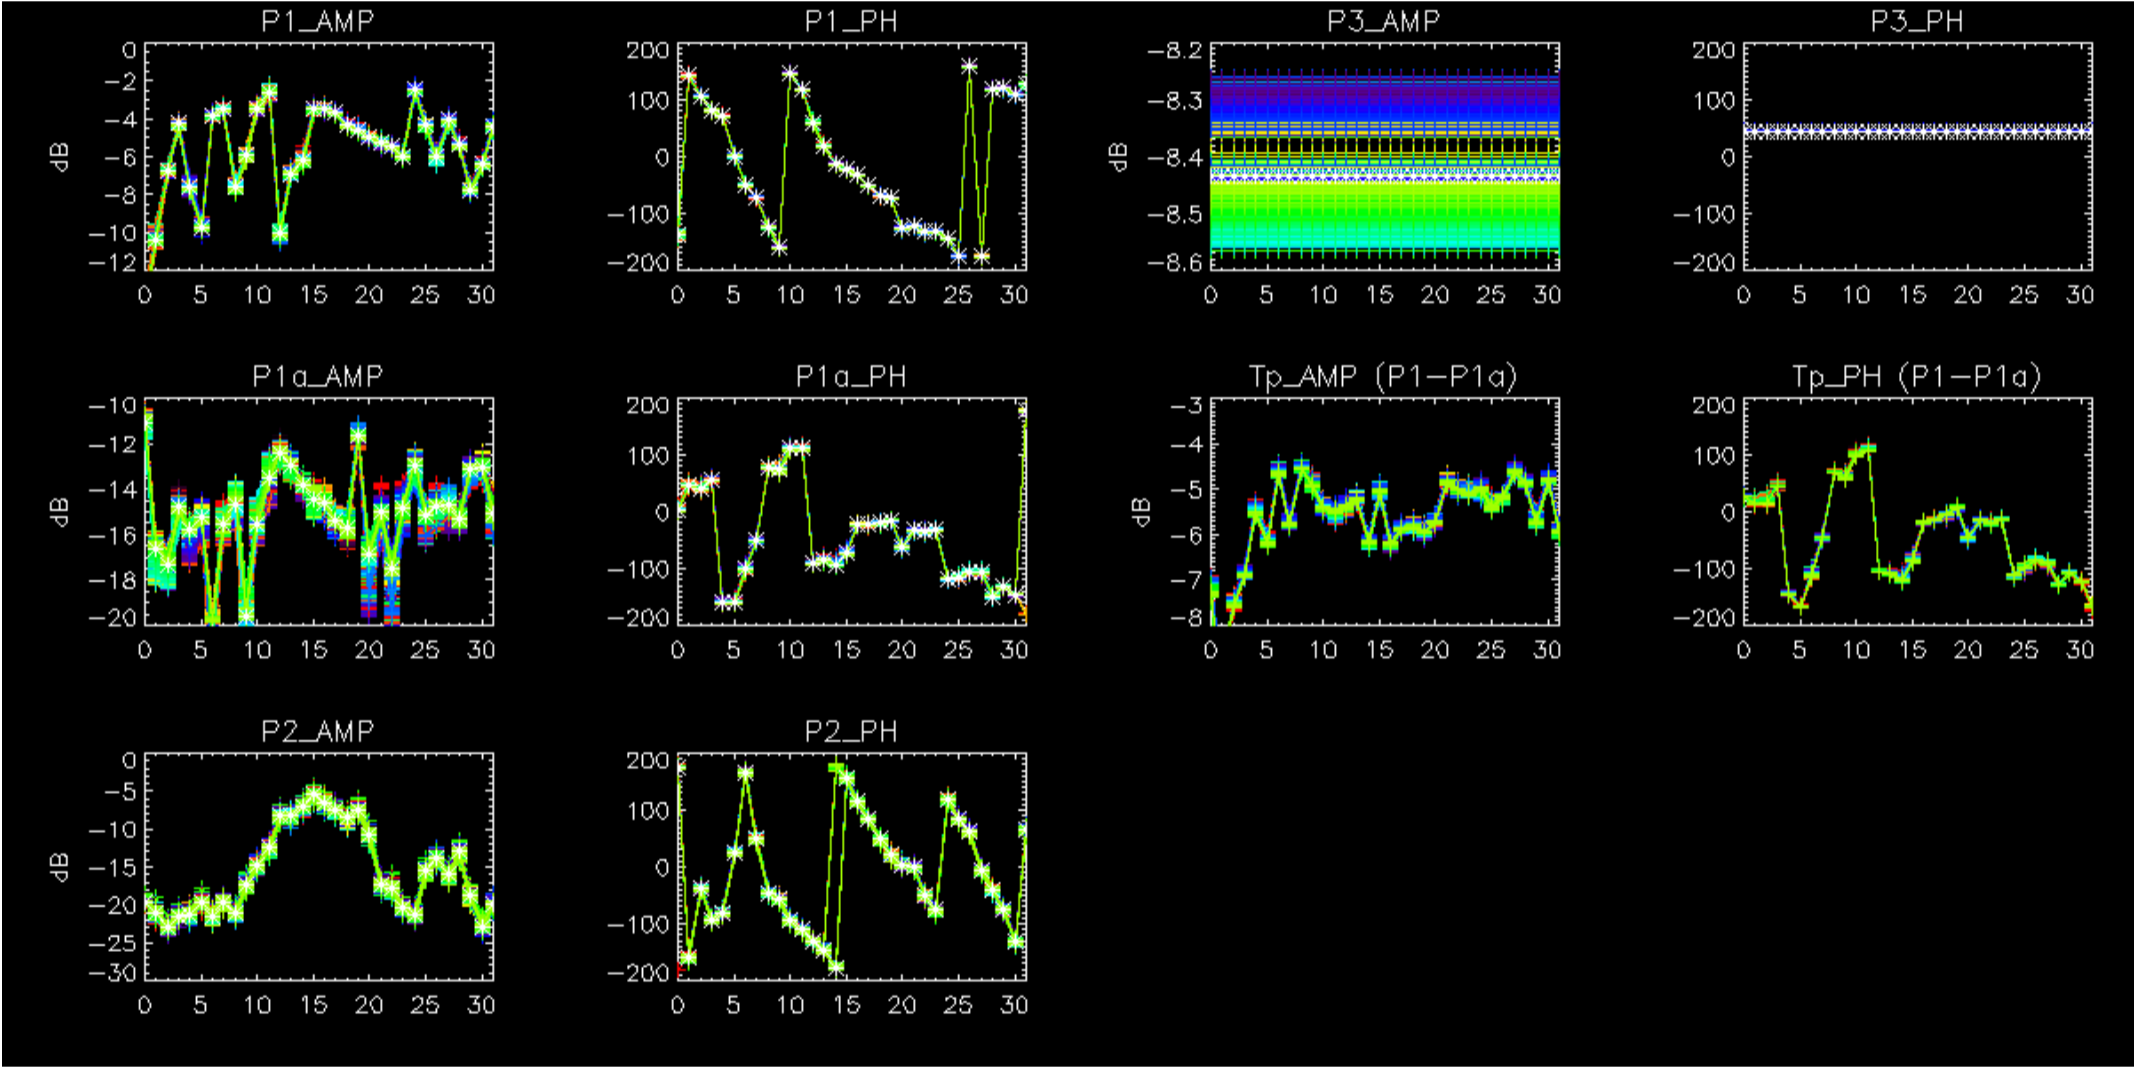 P1_AMP
0
−2
−4
−6
−8
−10
−12
dB
0 5 10 15 20 25 30
P1_PH
200
100
0
−100
−200
0 5 10 15 20 25 30
P3_AMP
−8.2
−8.3
−8.4
−8.5
−8.6
dB
0 5 10 15 20 25 30
P3_PH
200
100
0
−100
−200
0 5 10 15 20 25 30
P1a_AMP
−10
−12
−14
−16
−18
−20
dB
0 5 10 15 20 25 30
P1a_PH
200
100
0
−100
−200
0 5 10 15 20 25 30
Tp_AMP (P1−P1a)
−3
−4
−5
−6
−7
−8
dB
0 5 10 15 20 25 30
Tp_PH (P1−P1a)
200
100
0
−100
−200
0 5 10 15 20 25 30
P2_AMP
0
−5
−10
−15
−20
−25
−30
dB
0 5 10 15 20 25 30
P2_PH
200
100
0
−100
−200
0 5 10 15 20 25 30